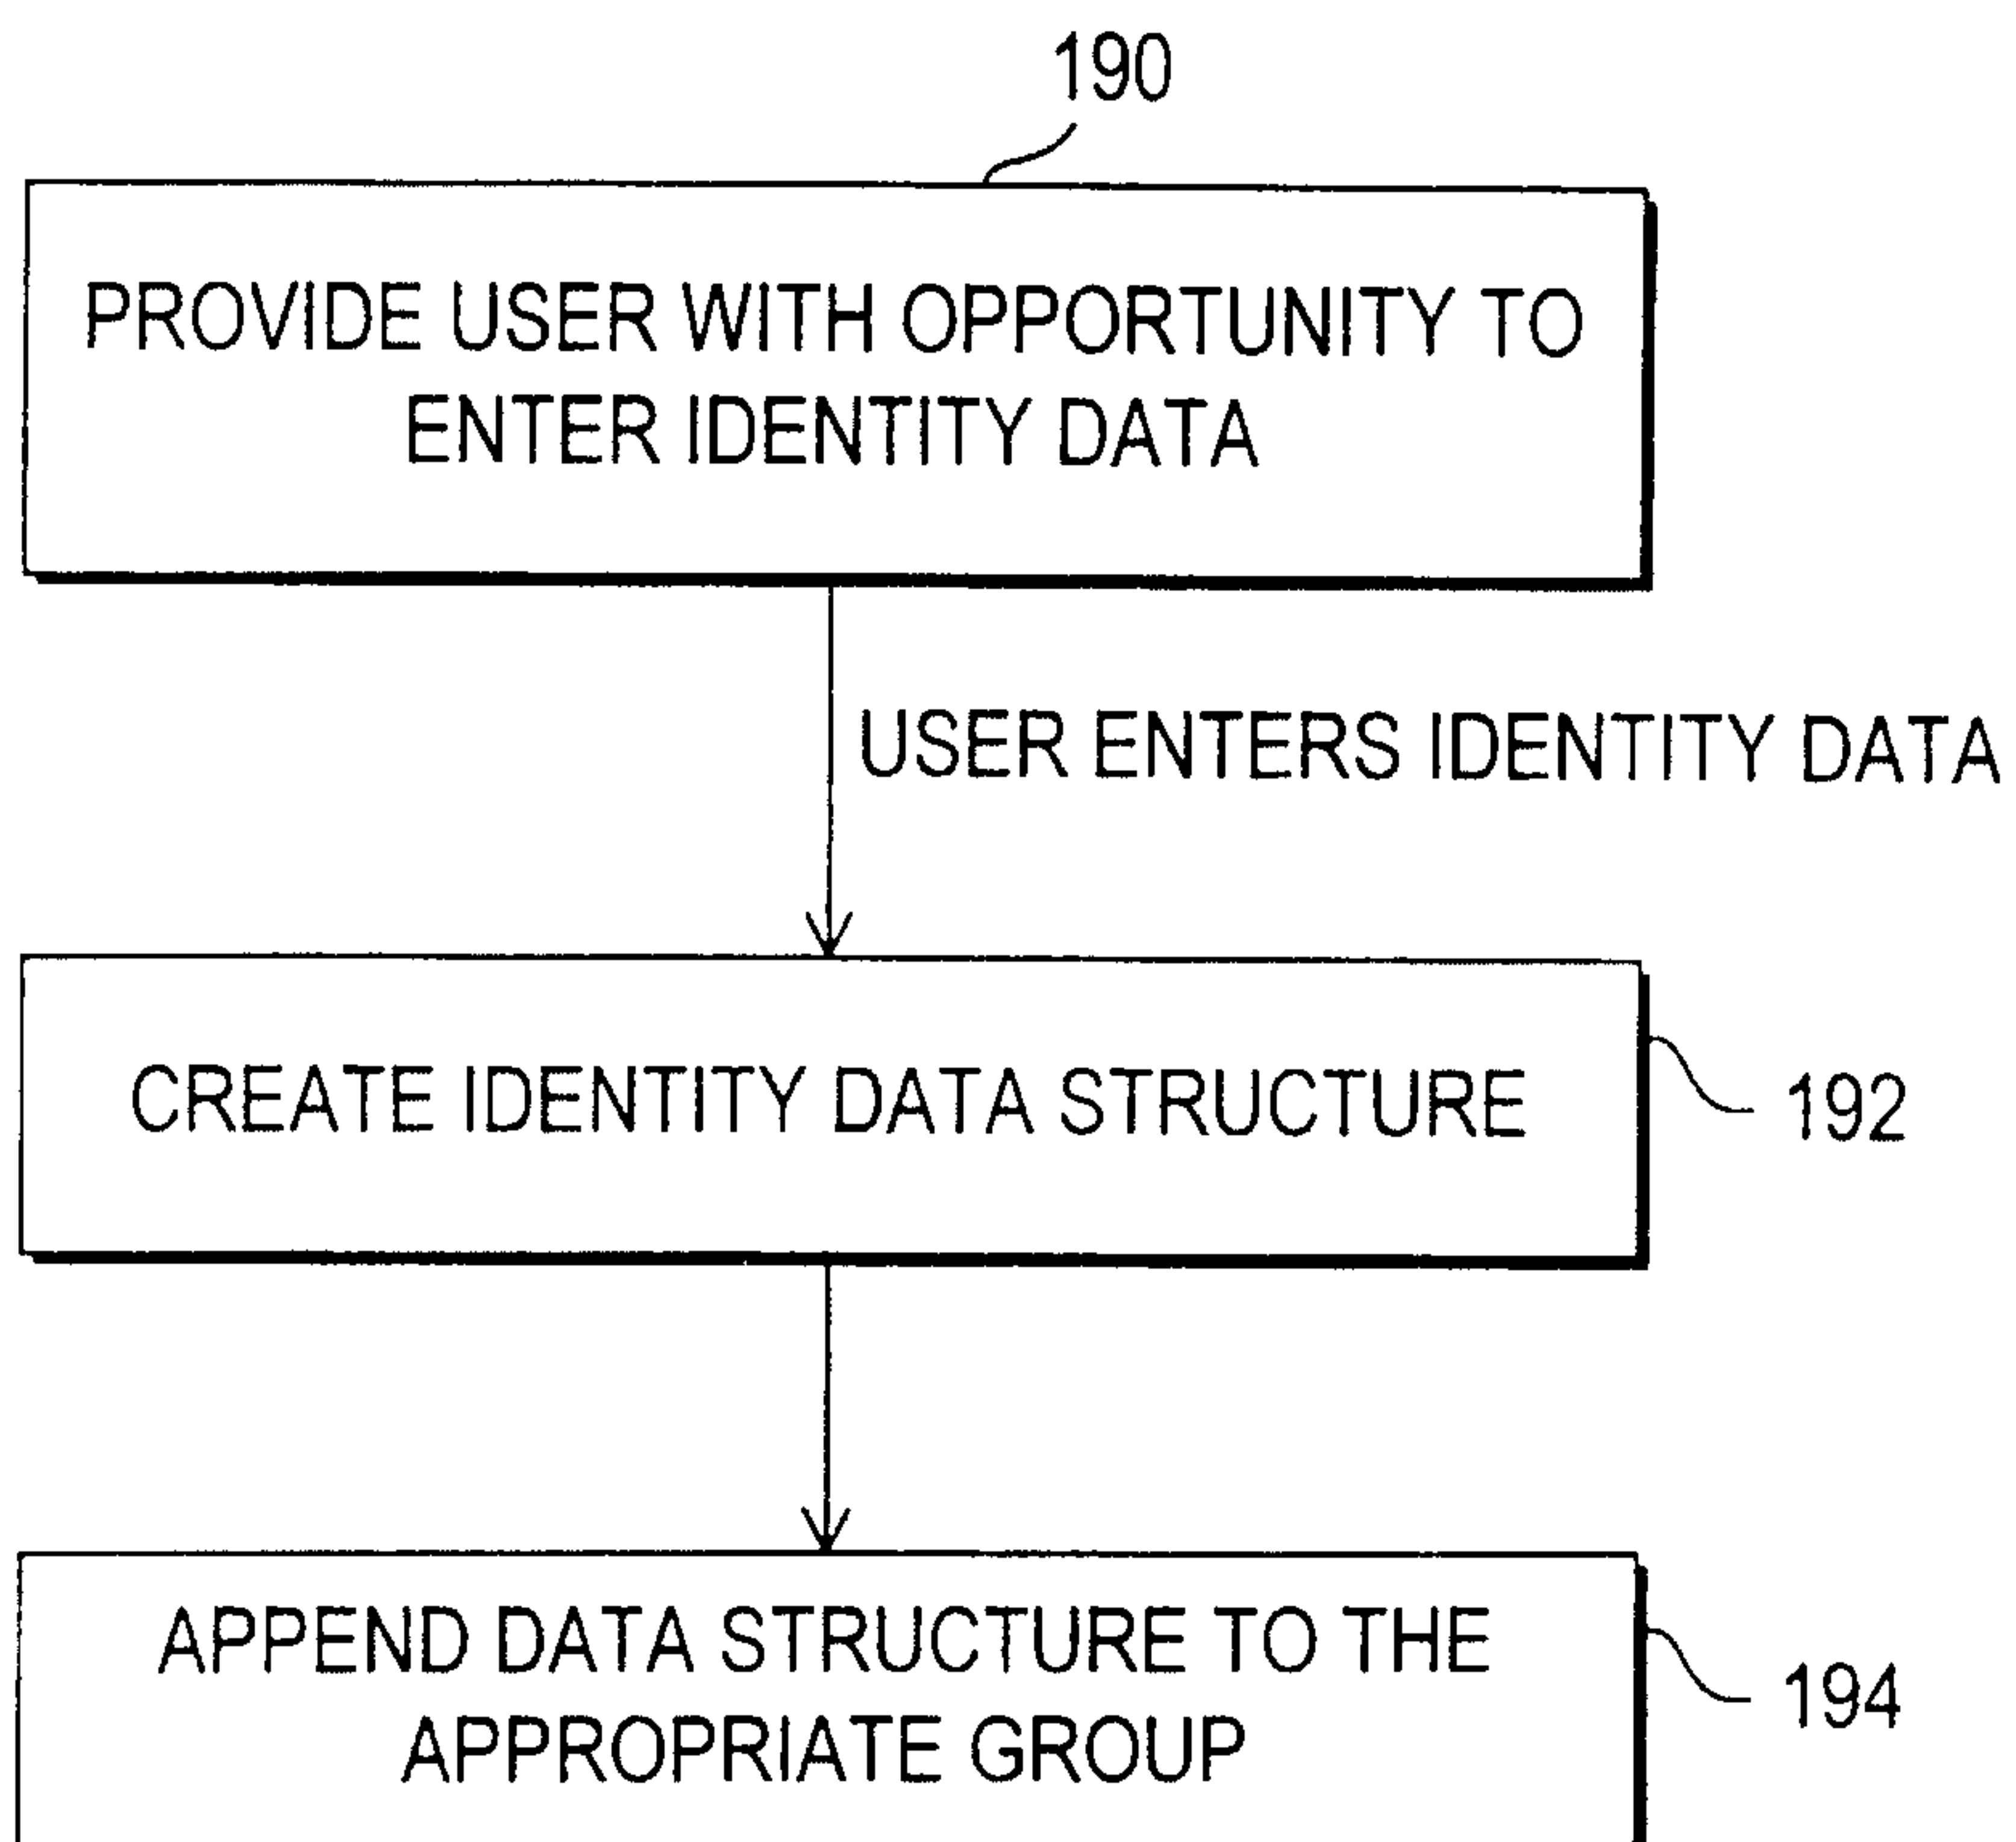 190
PROVIDE USER WITH OPPORTUNITY TO
ENTER IDENTITY DATA
USER ENTERS IDENTITY DATA
CREATE IDENTITY DATA STRUCTURE
192
APPEND DATA STRUCTURE TO THE
APPROPRIATE GROUP
194